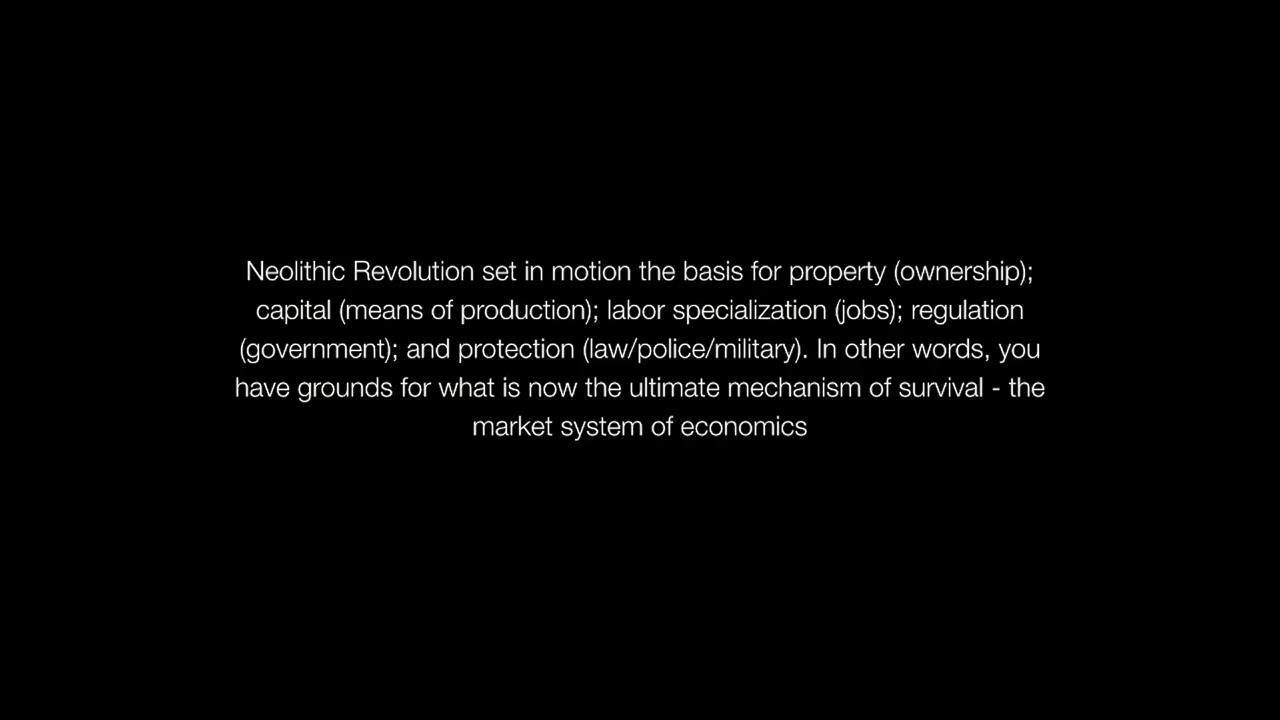 Neolithic Revolution set in motion the basis for property (ownership);
capital (means of production); labor specialization (jobs); regulation
(government); and protection (law/police/military). In other words, you
have grounds for what is now the ultimate mechanism of survival - the
market system of economics